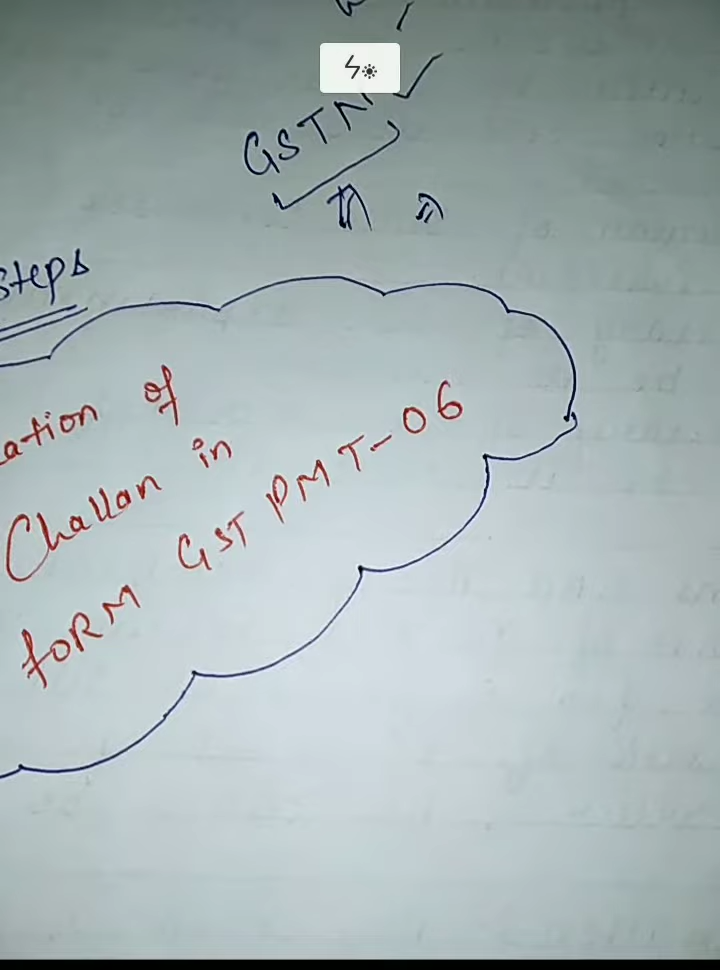 GSTN
Steps
ation of
Challan in
FORM GST PMT-06